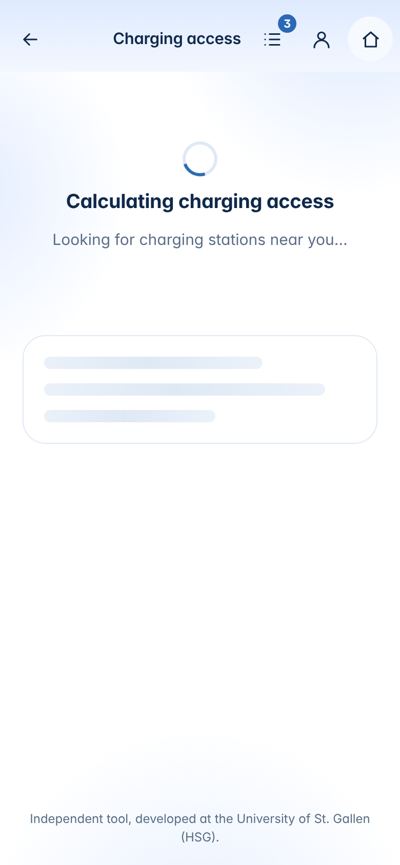 Charging access
3
Calculating charging access
Looking for charging stations near you...
Independent tool, developed at the University of St. Gallen
(HSG).